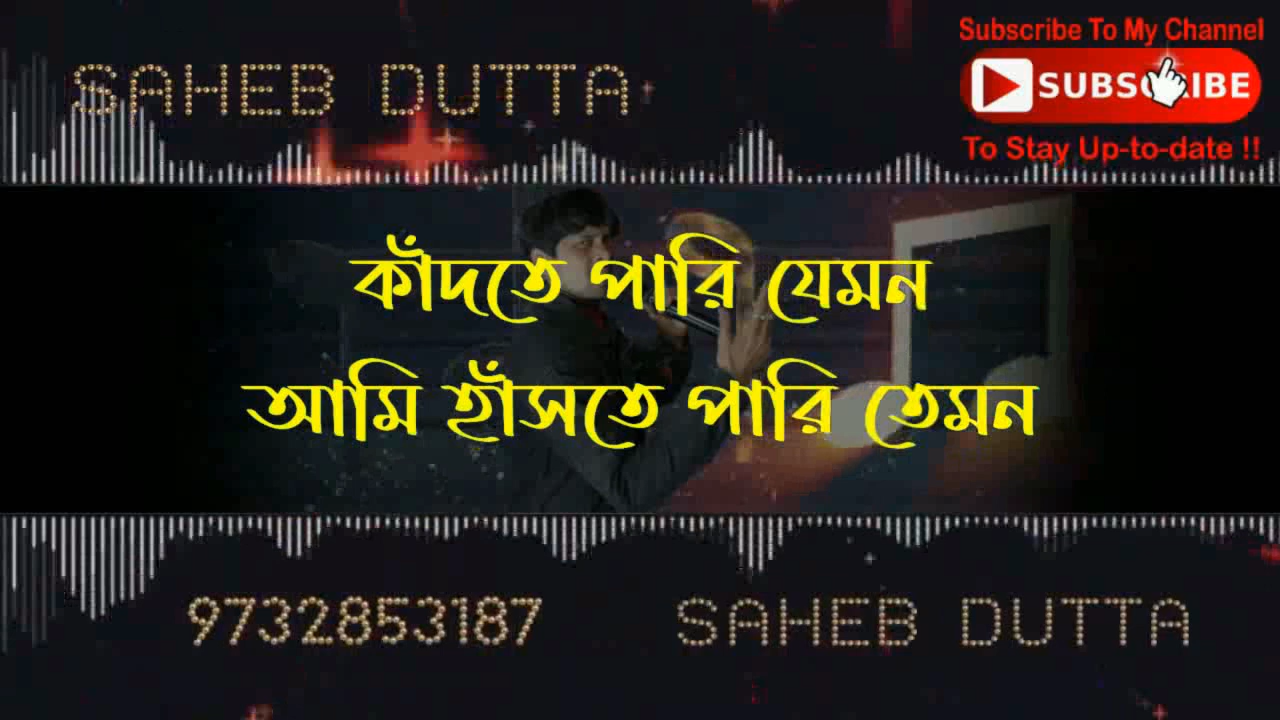 SAHEB DUTTA
Subscribe To My Channel
SUBSCRIBE
To Stay Up-to-date !!
কাঁদতে পারি যেমন
আমি হাঁসতে পারি তেমন
9732853187
SAHEB DUTTA